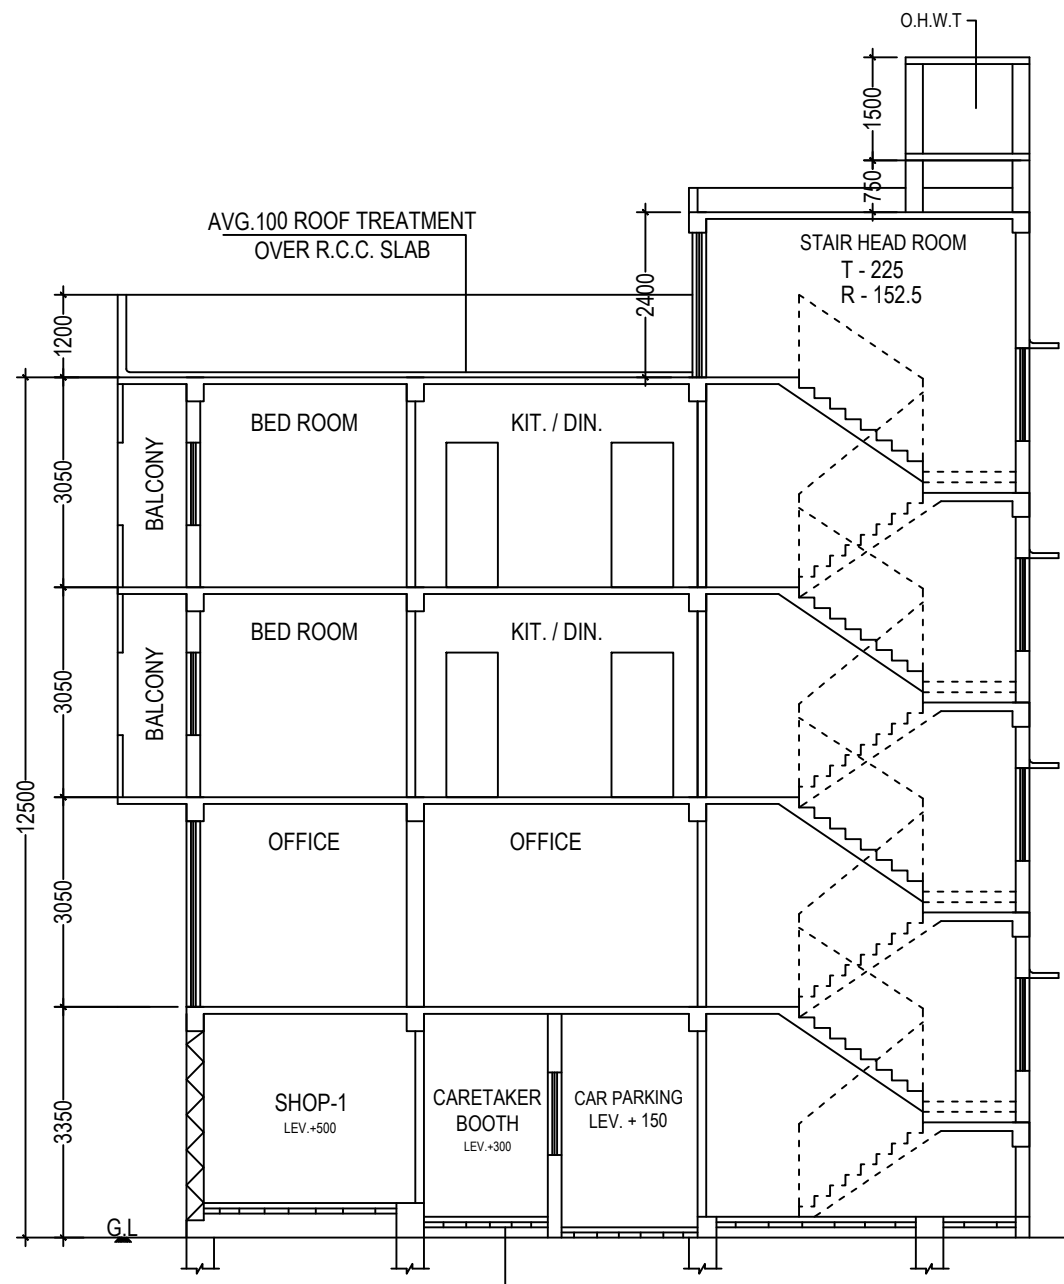 O.H.W.T
1500
750
AVG.100 ROOF TREATMENT
OVER R.C.C. SLAB
STAIR HEAD ROOM
T - 225
R - 152.5
2400
1200
BED ROOM
KIT. / DIN.
BALCONY
3050
BED ROOM
KIT. / DIN.
BALCONY
3050
12500
OFFICE
OFFICE
3050
SHOP-1
LEV.+500
CARETAKER
BOOTH
LEV.+300
CAR PARKING
LEV. + 150
3350
G.L